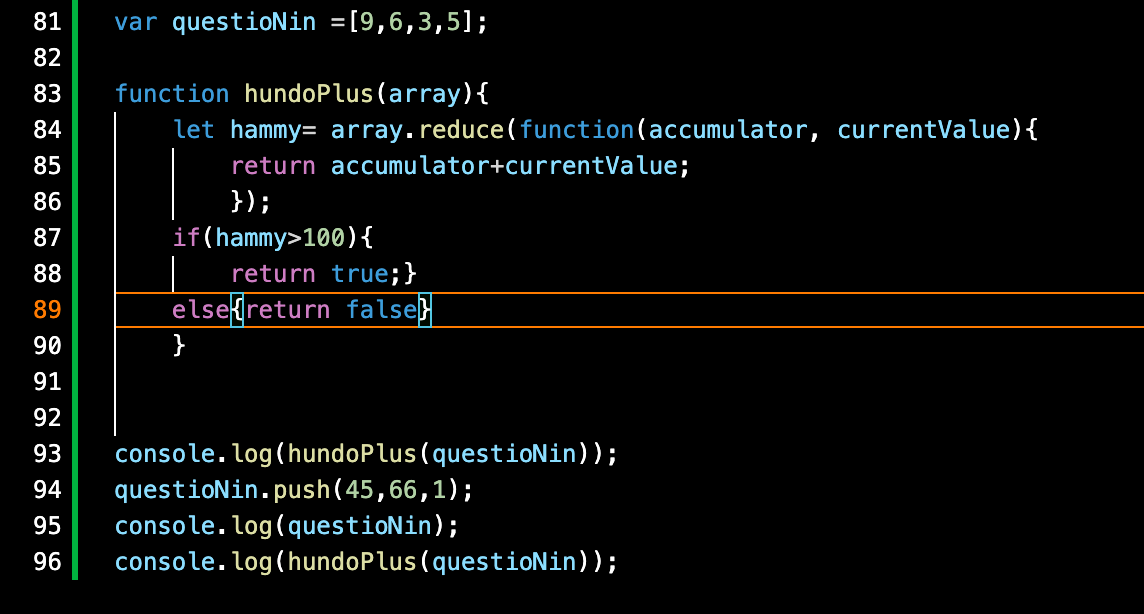 81 var questioNin =[9,6,3,5];
82
83 function hundoPlus(array){
84     let hammy= array.reduce(function(accumulator, currentValue){
85         return accumulator+currentValue;
86         });
87     if(hammy>100){
88         return true;}
89     else{return false}
90     }
91
92
93 console.log(hundoPlus(questioNin));
94 questioNin.push(45,66,1);
95 console.log(questioNin);
96 console.log(hundoPlus(questioNin));